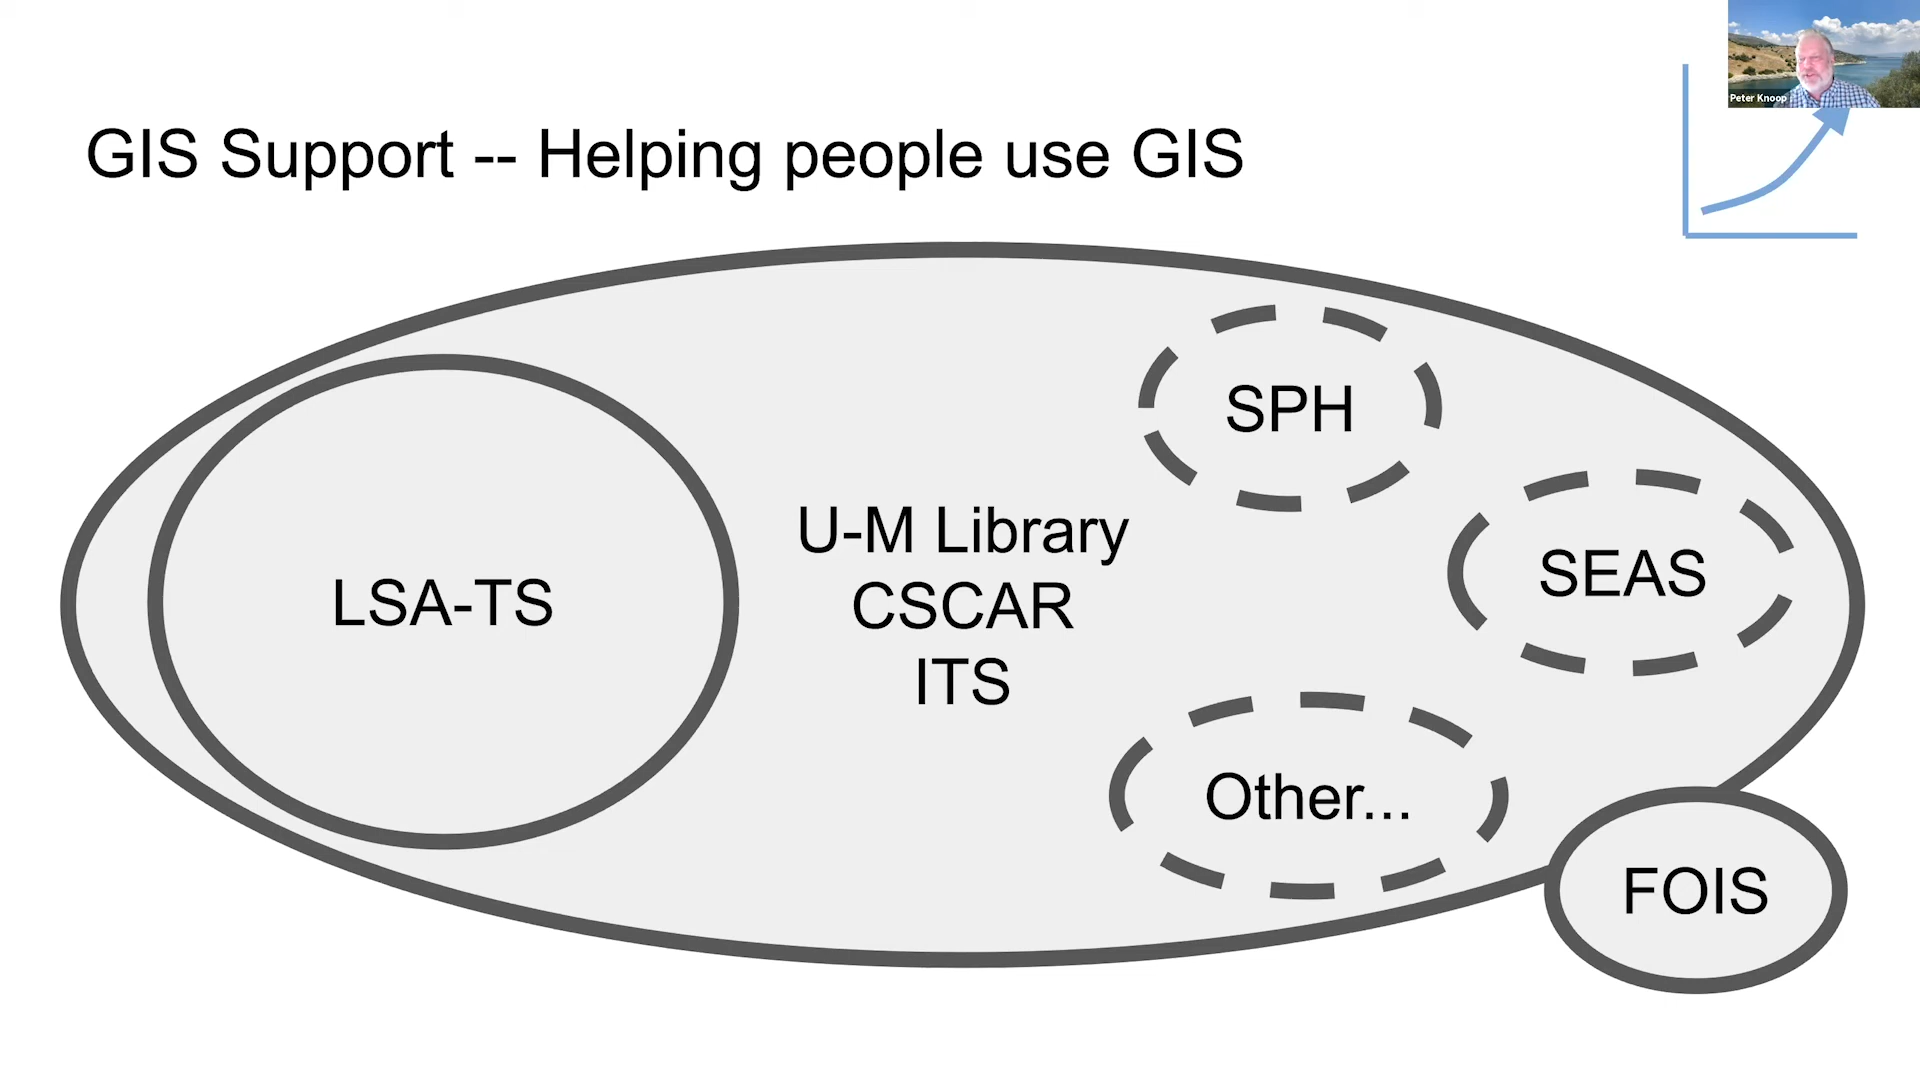 Peter Knoop
GIS Support -- Helping people use GIS
SPH
U-M Library
SEAS
LSA-TS
CSCAR
ITS
Other...
FOIS